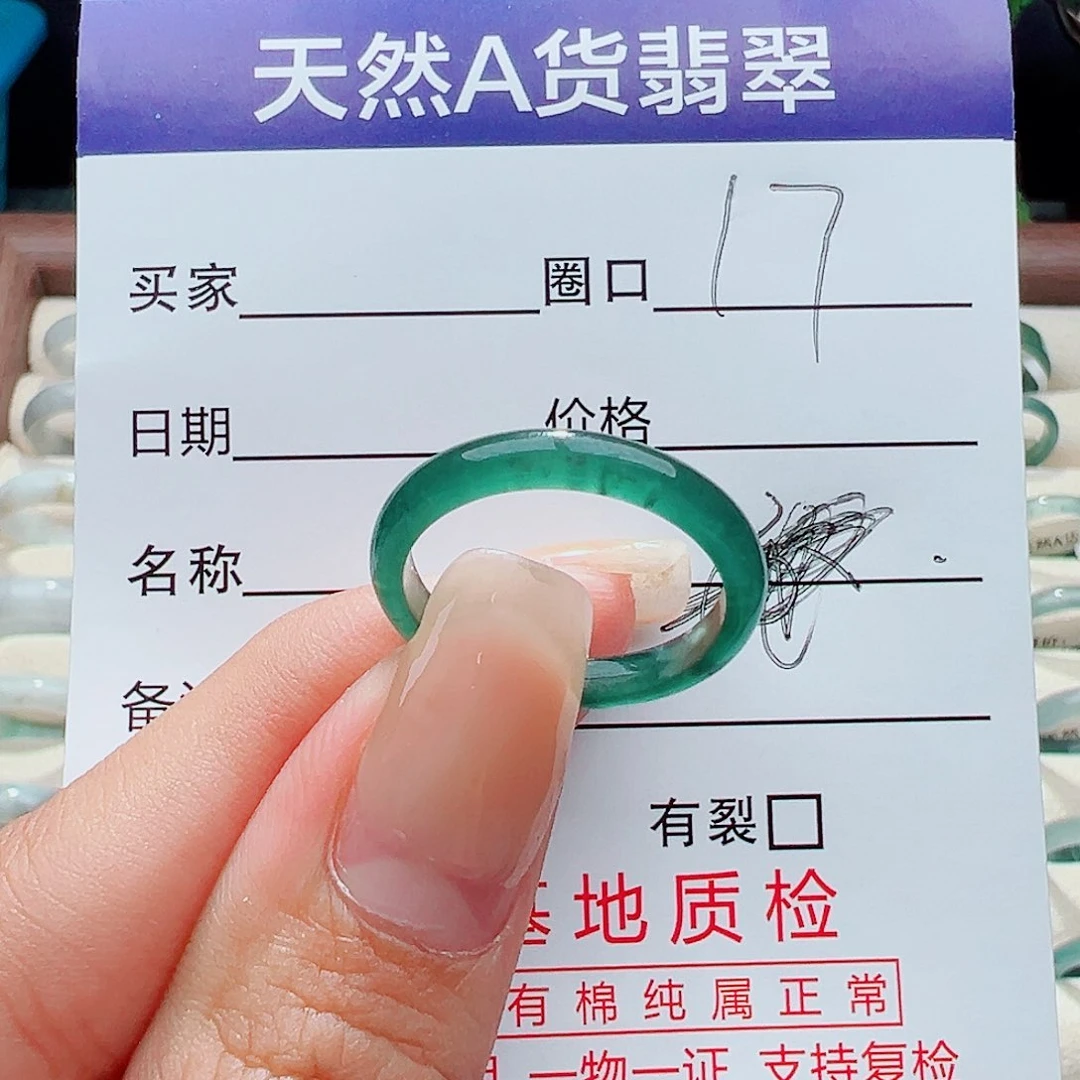 天然A货翡翠
买家 圈口 17
日期 价格
名称
备
有裂□
地质检
有棉纯属正常
一物一证 支持复检